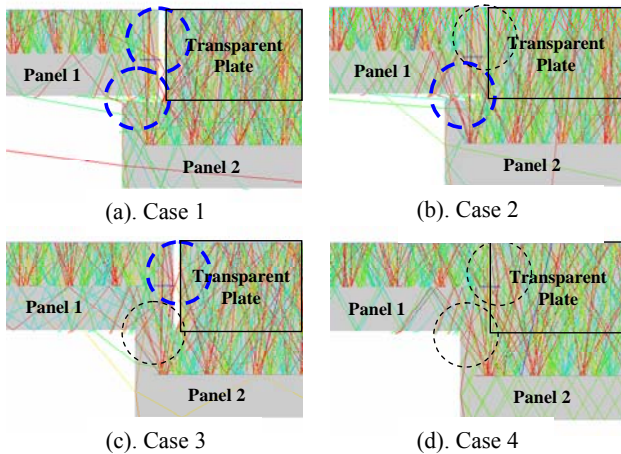 Transparent
Plate
Panel 1
Panel 2
(a). Case 1
Transparent
Plate
Panel 1
Panel 2
(b). Case 2
Transparent
Plate
Panel 1
Panel 2
(c). Case 3
Transparent
Plate
Panel 1
Panel 2
(d). Case 4